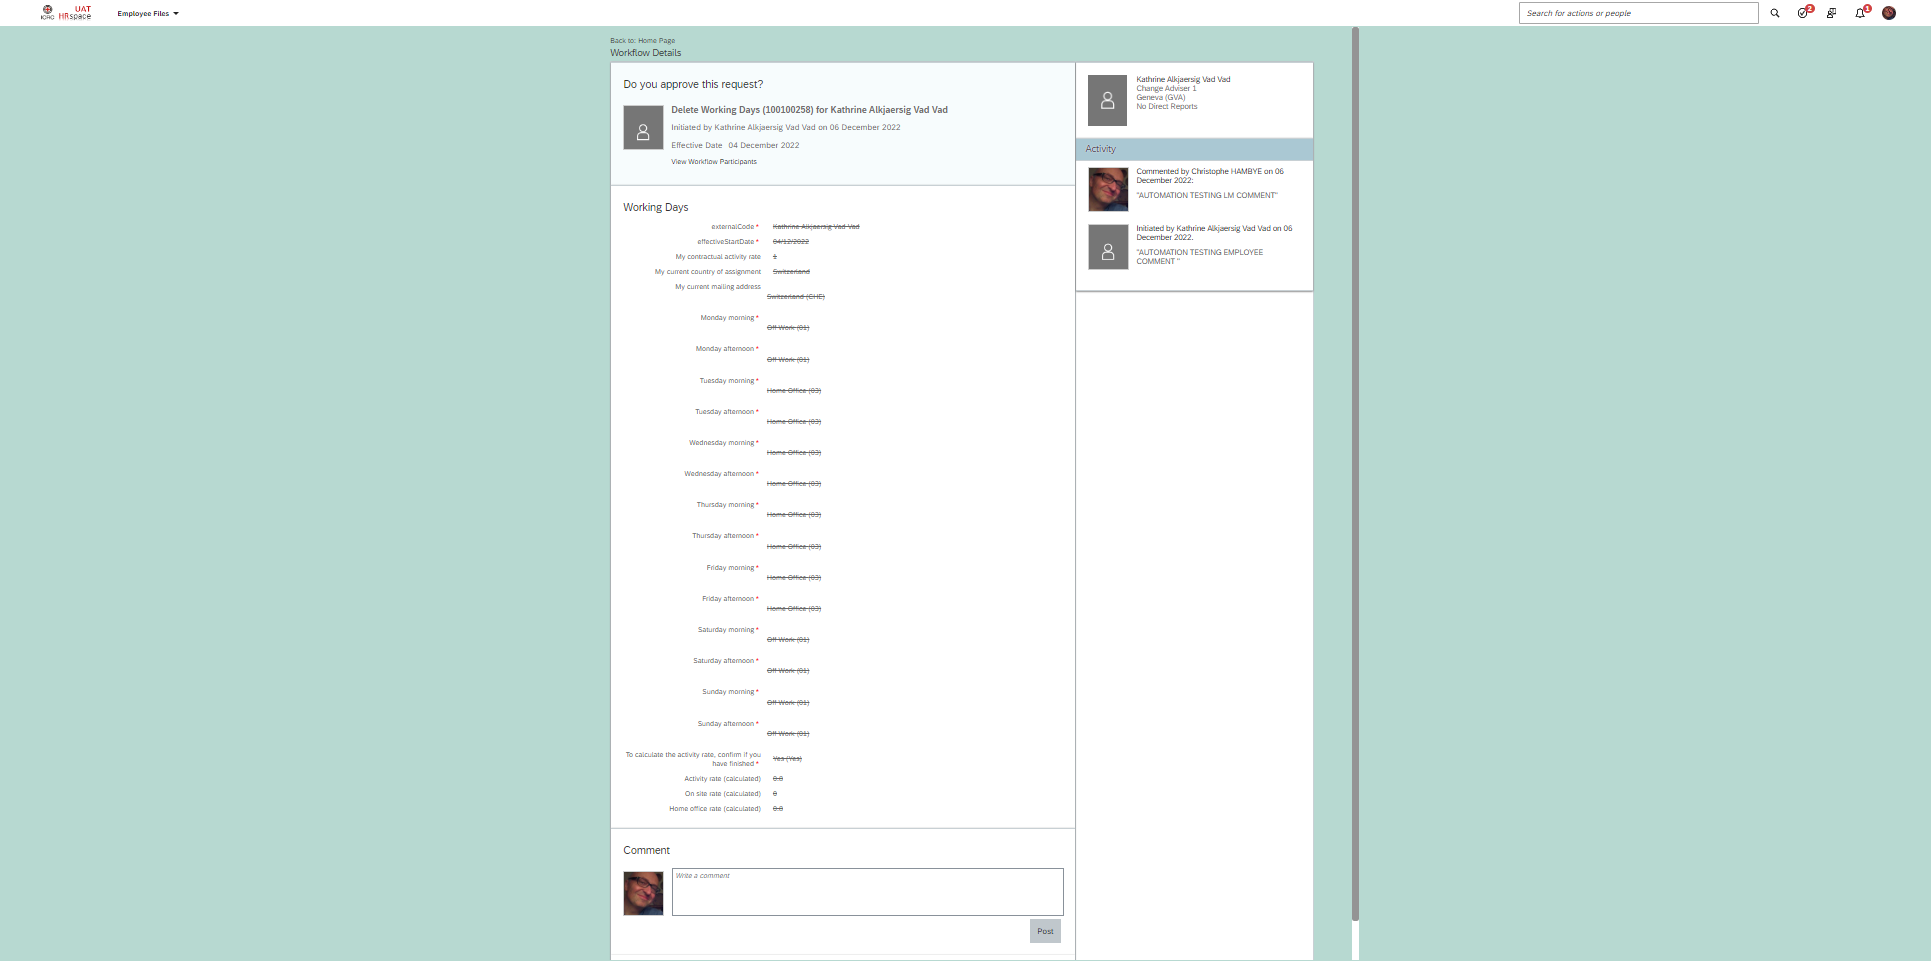 ICRC
UAT
HRspace
Employee Files
Search for actions or people
2
1
Back to: Home Page
Workflow Details
Do you approve this request?
Delete Working Days (100100258) for Kathrine Alkjaersig Vad Vad
Initiated by Kathrine Alkjaersig Vad Vad on 06 December 2022
Effective Date 04 December 2022
View Workflow Participants
Working Days
externalCode * Kathrine Alkjaersig Vad Vad
effectiveStartDate * 04/12/2022
My contractual activity rate 1
My current country of assignment Switzerland
My current mailing address
Switzerland (CHE)
Monday morning *
Off Work (01)
Monday afternoon *
Off Work (01)
Tuesday morning *
Home Office (03)
Tuesday afternoon *
Home Office (03)
Wednesday morning *
Home Office (03)
Wednesday afternoon *
Home Office (03)
Thursday morning *
Home Office (03)
Thursday afternoon *
Home Office (03)
Friday morning *
Home Office (03)
Friday afternoon *
Home Office (03)
Saturday morning *
Off Work (01)
Saturday afternoon *
Off Work (01)
Sunday morning *
Off Work (01)
Sunday afternoon *
Off Work (01)
To calculate the activity rate, confirm if you
have finished * Yes (Yes)
Activity rate (calculated) 0.8
On site rate (calculated) 0
Home office rate (calculated) 0.8
Comment
Write a comment
Post
Kathrine Alkjaersig Vad Vad
Change Adviser 1
Geneva (GVA)
No Direct Reports
Activity
Commented by Christophe HAMBYE on 06
December 2022:
"AUTOMATION TESTING LM COMMENT"
Initiated by Kathrine Alkjaersig Vad Vad on 06
December 2022.
"AUTOMATION TESTING EMPLOYEE
COMMENT "